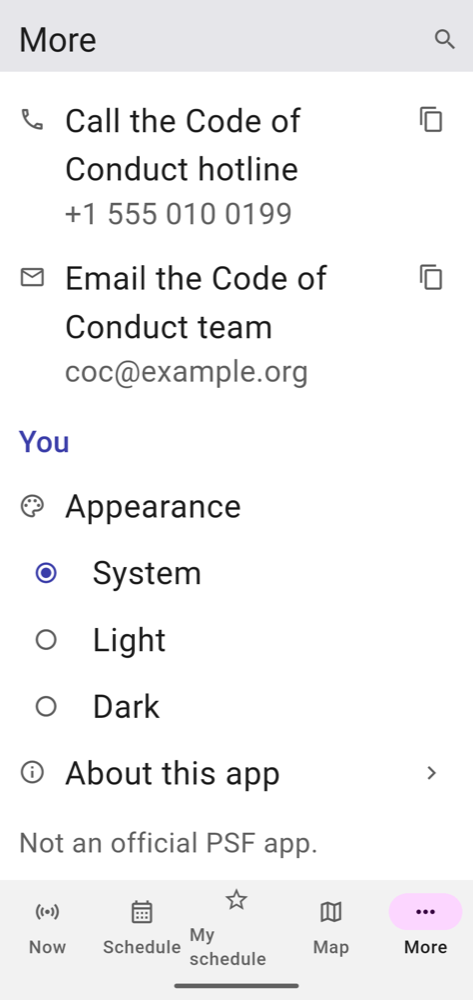 More
Call the Code of
Conduct hotline
+1 555 010 0199
Email the Code of
Conduct team
coc@example.org
You
Appearance
System
Light
Dark
About this app
Not an official PSF app.
Now
Schedule
My
schedule
Map
More